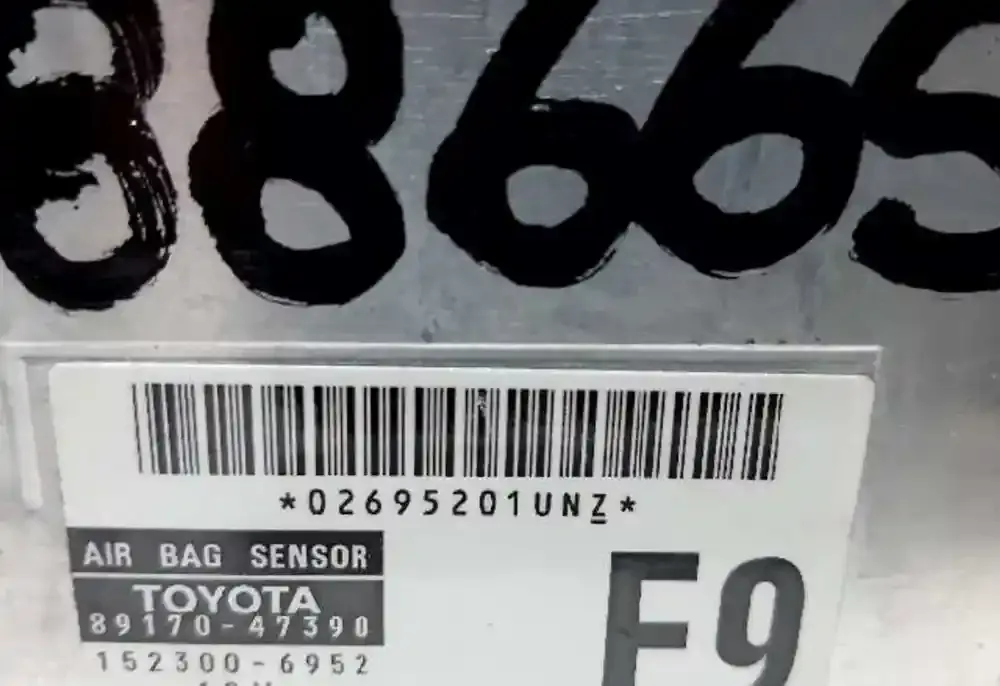 88665
*02695201UNZ*
AIR BAG SENSOR
TOYOTA
89170-47390
152300-6952
F9